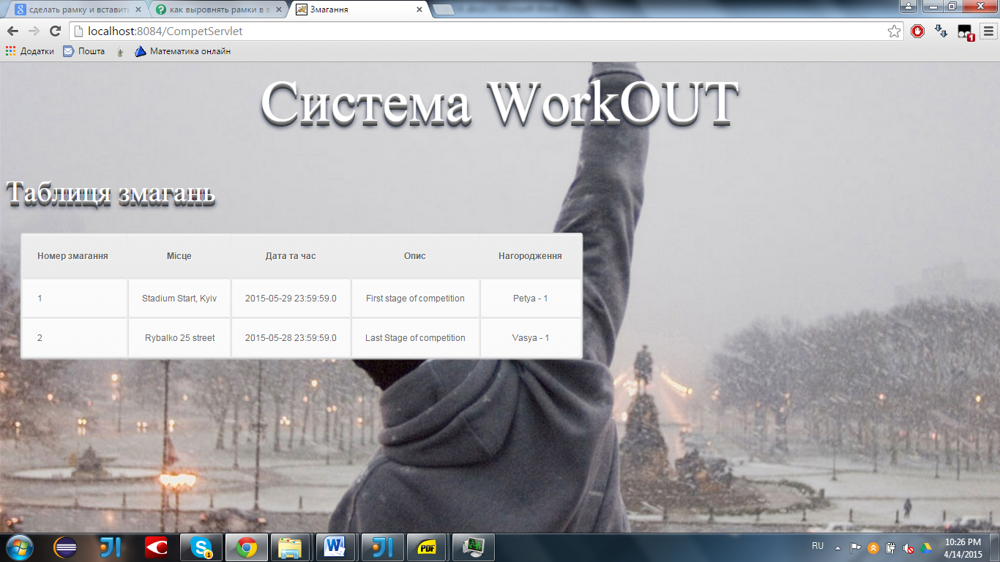 сделать рамку и вставить
как выровнять рамки в в
Змагання
localhost:8084/CompetServlet
Додатки Пошта Математика онлайн
Система WorkOUT
Таблиця змагань
Номер змагання Місце Дата та час Опис Нагородження
1 Stadium Start, Kyiv 2015-05-29 23:59:59.0 First stage of competition Petya - 1
2 Rybalko 25 street 2015-05-28 23:59:59.0 Last Stage of competition Vasya - 1
RU
10:26 PM
4/14/2015